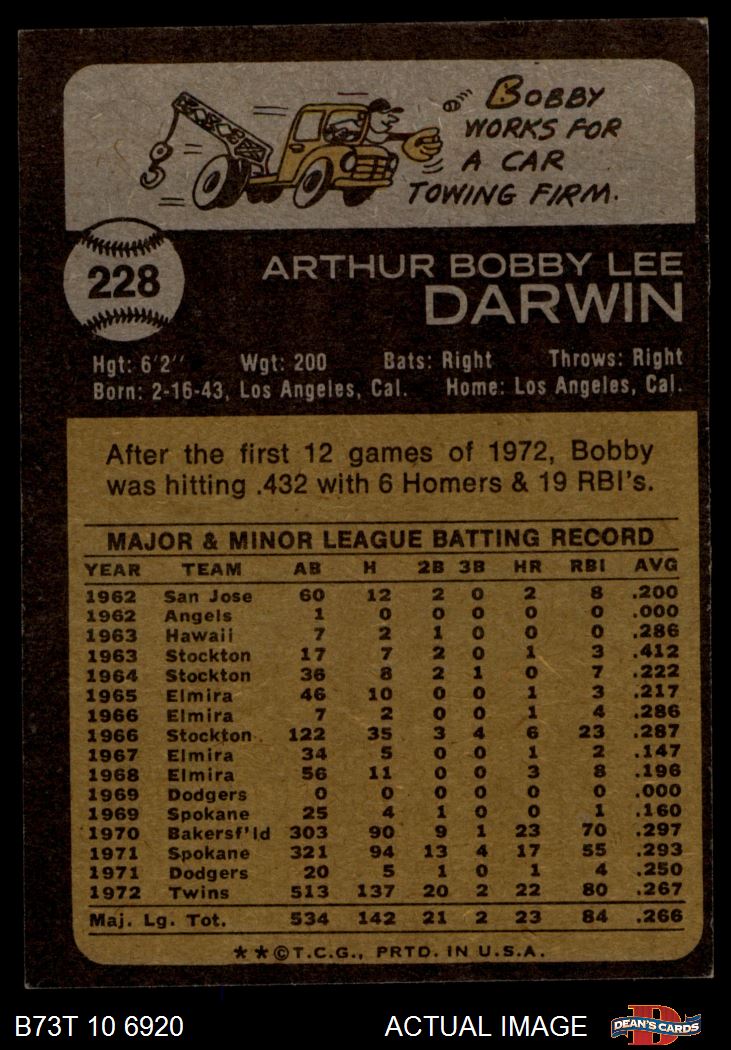 BOBBY
WORKS FOR
A CAR
TOWING FIRM.
228
ARTHUR BOBBY LEE
DARWIN
Hgt: 6'2" Wgt: 200 Bats: Right Throws: Right
Born: 2-16-43, Los Angeles, Cal. Home: Los Angeles, Cal.
After the first 12 games of 1972, Bobby
was hitting .432 with 6 Homers & 19 RBI's.
MAJOR & MINOR LEAGUE BATTING RECORD
YEAR TEAM AB H 2B 3B HR RBI AVG
1962 San Jose 60 12 2 0 2 8 .200
1962 Angels 1 0 0 0 0 0 .000
1963 Hawaii 7 2 1 0 0 0 .286
1963 Stockton 17 7 2 0 1 3 .412
1964 Stockton 36 8 2 1 0 7 .222
1965 Elmira 46 10 0 0 1 3 .217
1966 Elmira 7 2 0 0 1 4 .286
1966 Stockton 122 35 3 4 6 23 .287
1967 Elmira 34 5 0 0 1 2 .147
1968 Elmira 56 11 0 0 3 8 .196
1969 Dodgers 0 0 0 0 0 0 .000
1969 Spokane 25 4 1 0 0 1 .160
1970 Bakersf'ld 303 90 9 1 23 70 .297
1971 Spokane 321 94 13 4 17 55 .293
1971 Dodgers 20 5 1 0 1 4 .250
1972 Twins 513 137 20 2 22 80 .267
Maj. Lg. Tot. 534 142 21 2 23 84 .266
**©T.C.G., PRTD. IN U.S.A.
B73T 10 6920 ACTUAL IMAGE DEAN'S CARDS